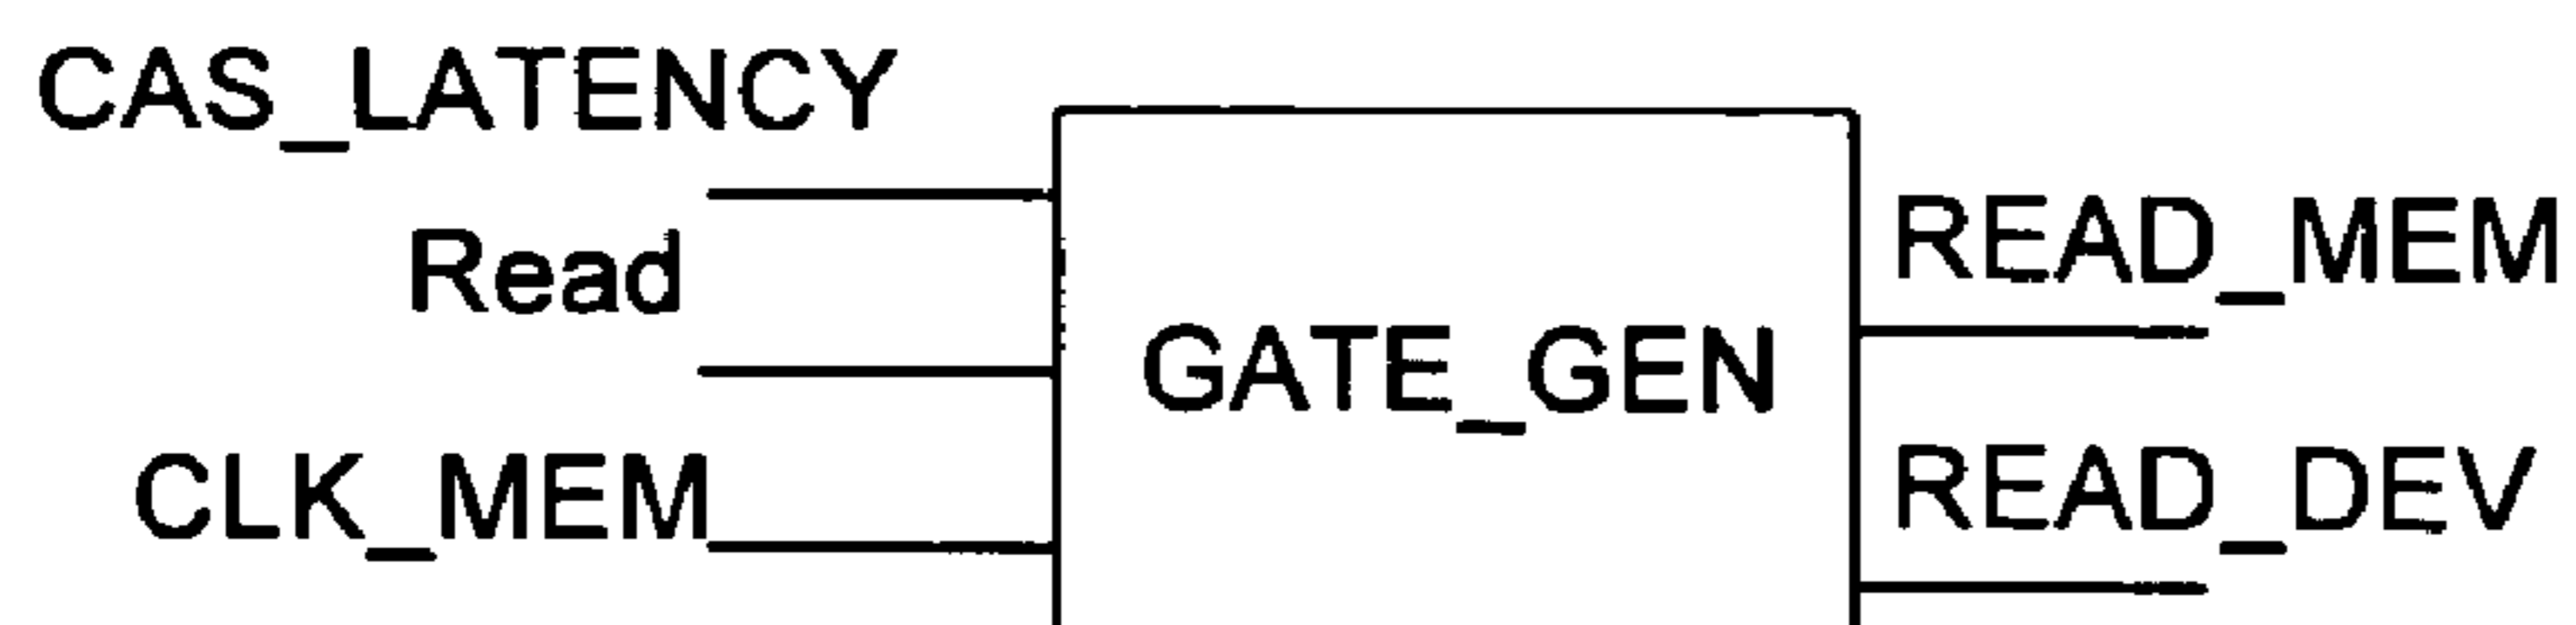 CAS_LATENCY
Read
CLK_MEM
GATE_GEN
READ_MEM
READ_DEV